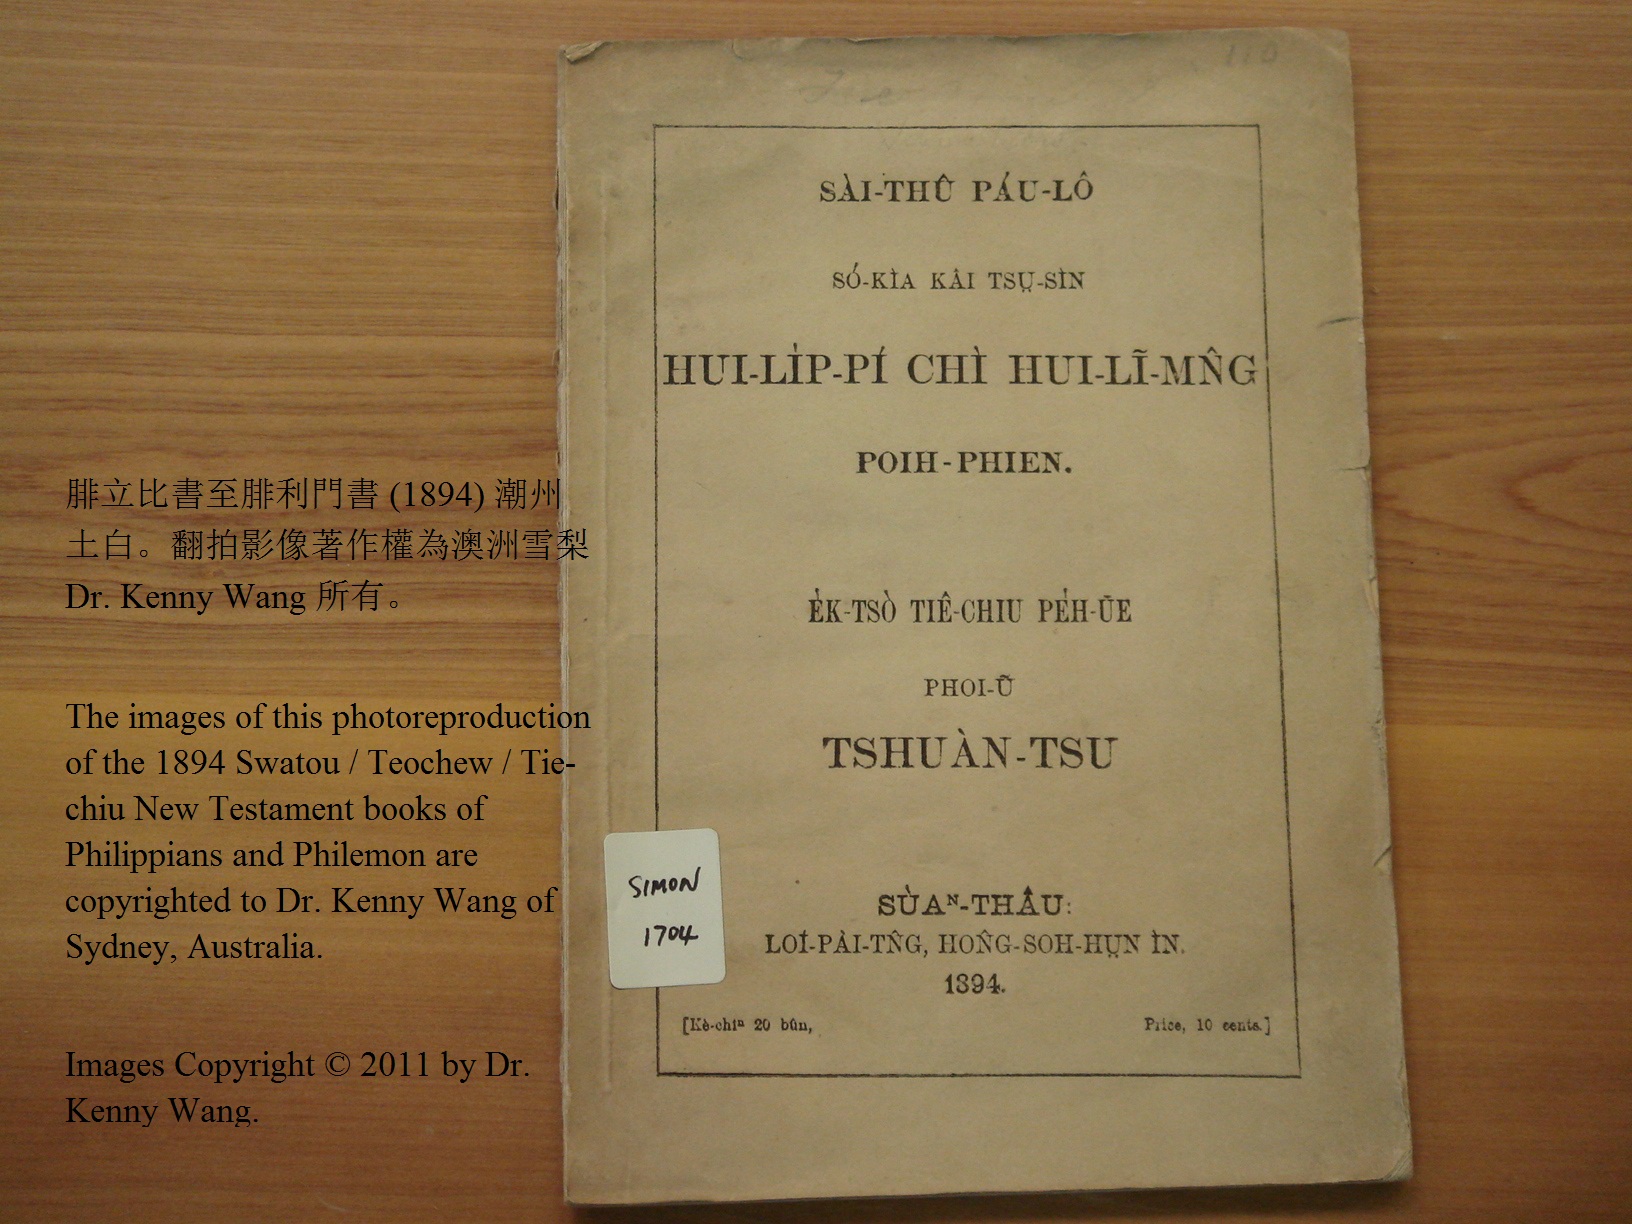 SÀI-THÛ PÁU-LÔ
SÓ-KÌA KÂI TSṲ-SÌN
HUI-LI̍P-PÍ CHÌ HUI-LĨ-MN̂G
POIH-PHIEN.
E̍K-TSÒ TIÊ-CHIU PE̍H-ŪE
PHOI-Ũ
TSHUÀN-TSU
SÙAᴺ-THÂU:
LOÍ-PÀI-TN̂G, HON̂G-SOH-HṲN ÌN.
1894.
[Kè-chiⁿ 20 bûn, Price, 10 cents.]
SIMON
1704
110
腓立比書至腓利門書 (1894) 潮州
土白。翻拍影像著作權為澳洲雪梨
Dr. Kenny Wang 所有。
The images of this photoreproduction
of the 1894 Swatou / Teochew / Tie-
chiu New Testament books of
Philippians and Philemon are
copyrighted to Dr. Kenny Wang of
Sydney, Australia.
Images Copyright © 2011 by Dr.
Kenny Wang.